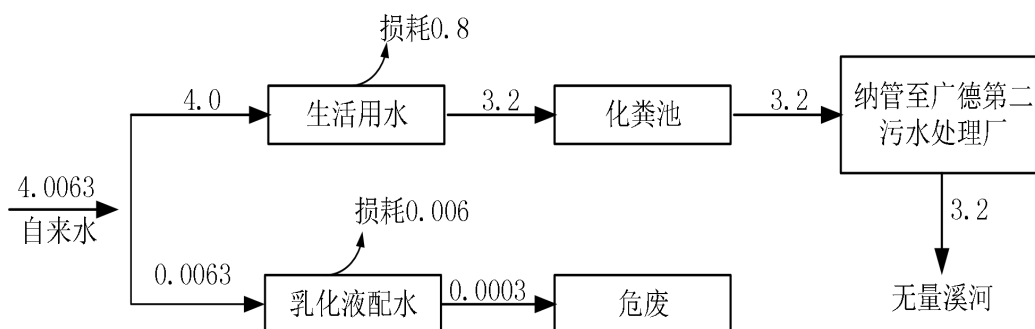 损耗0.8
4.0
生活用水
3.2
化粪池
3.2
纳管至广德第二
污水处理厂
4.0063
自来水
损耗0.006
3.2
0.0063
乳化液配水
0.0003
危废
无量溪河